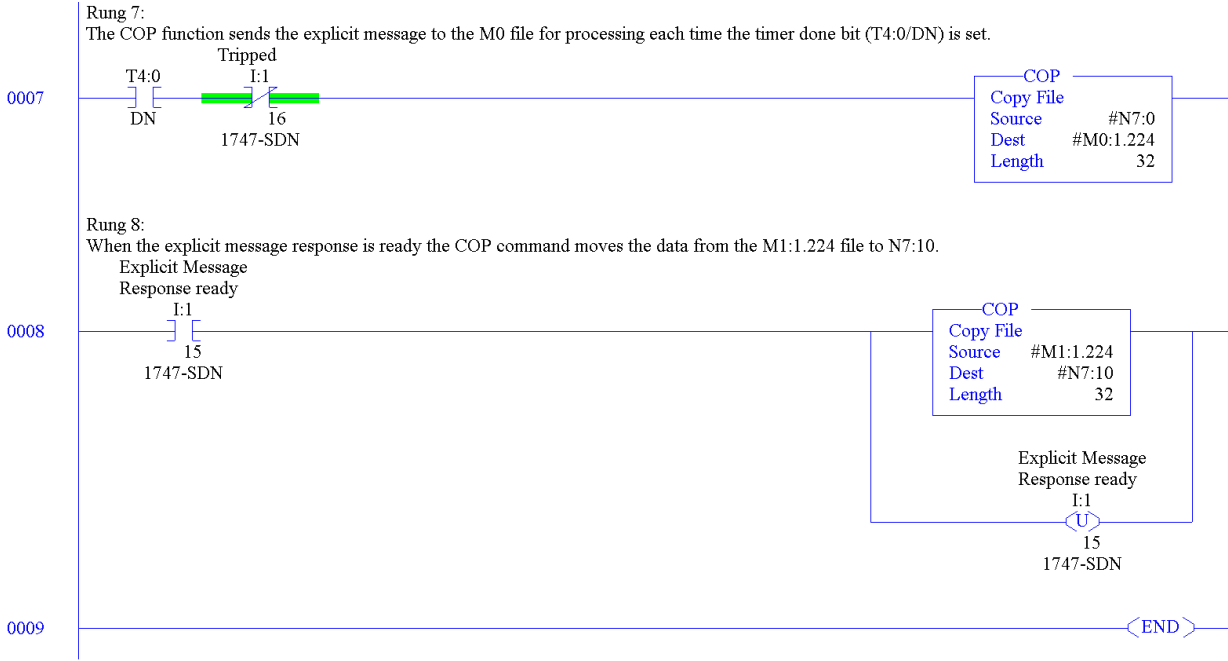 Rung 7:
The COP function sends the explicit message to the M0 file for processing each time the timer done bit (T4:0/DN) is set.
Tripped
T4:0 I:1
0007
DN 16
1747-SDN
COP
Copy File
Source #N7:0
Dest #M0:1.224
Length 32
Rung 8:
When the explicit message response is ready the COP command moves the data from the M1:1.224 file to N7:10.
Explicit Message
Response ready
I:1
0008
15
1747-SDN
COP
Copy File
Source #M1:1.224
Dest #N7:10
Length 32
Explicit Message
Response ready
I:1
U
15
1747-SDN
0009
END